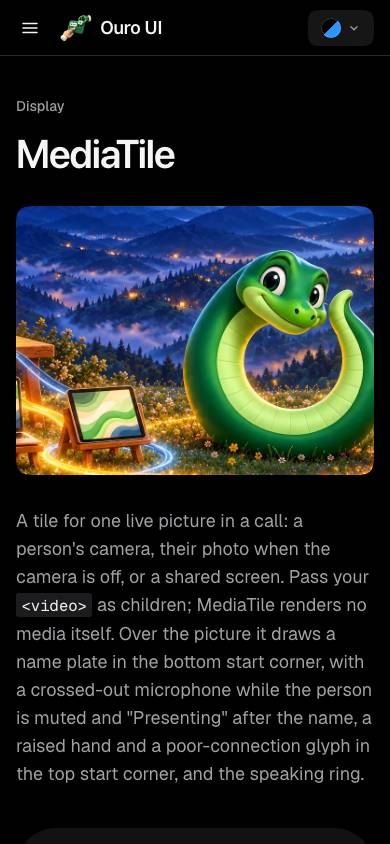 Ouro UI
Display
MediaTile
A tile for one live picture in a call: a
person's camera, their photo when the
camera is off, or a shared screen. Pass your
<video> as children; MediaTile renders no
media itself. Over the picture it draws a
name plate in the bottom start corner, with
a crossed-out microphone while the person
is muted and "Presenting" after the name, a
raised hand and a poor-connection glyph in
the top start corner, and the speaking ring.